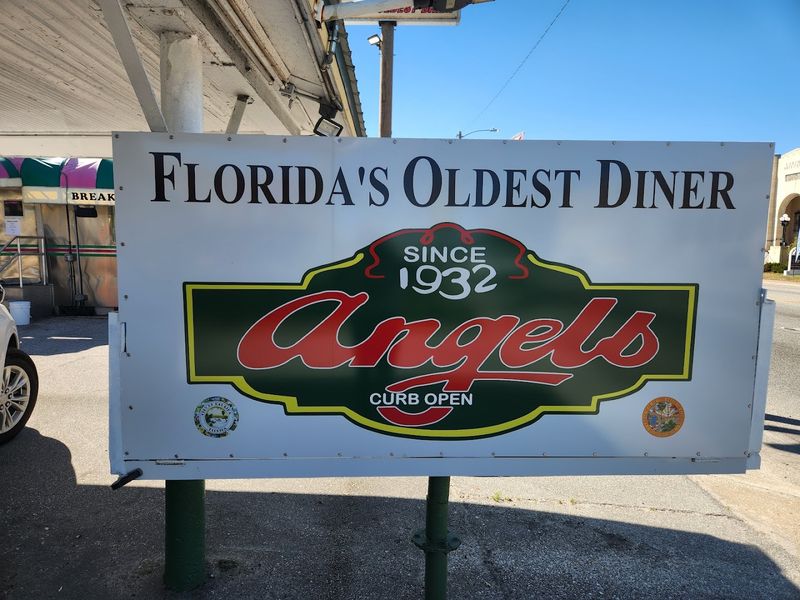 BREAK
FLORIDA'S OLDEST DINER
SINCE
1932
Angels
CURB OPEN